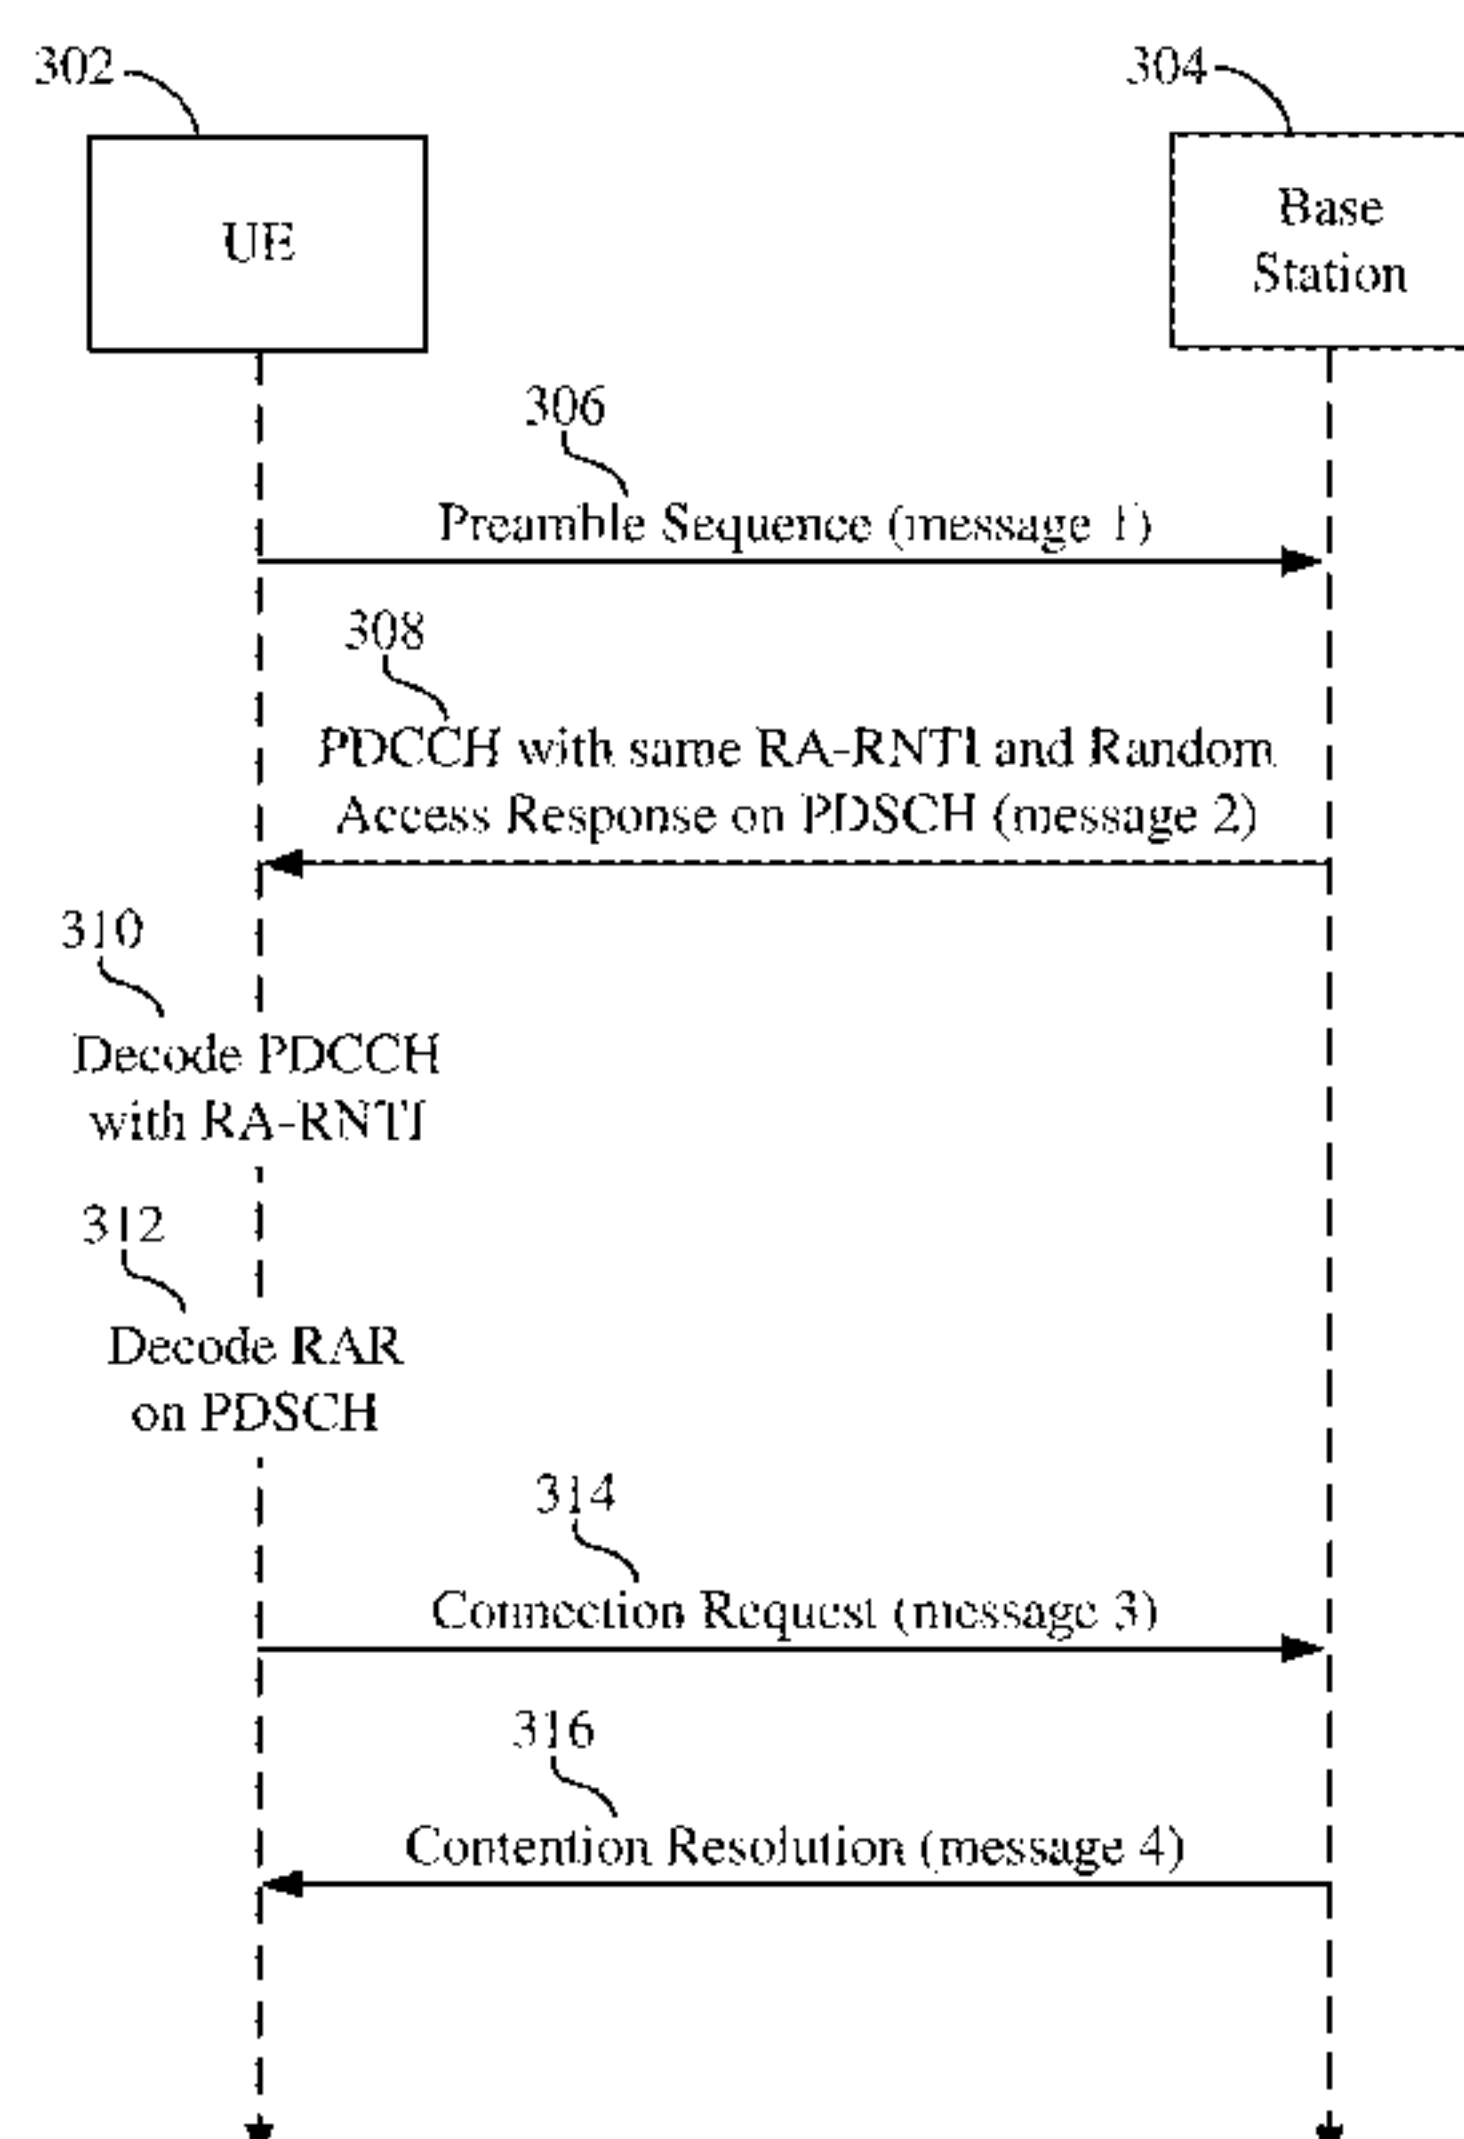 302
304
UE
Base
Station
306
Preamble Sequence (message 1)
308
PDCCH with same RA-RNTI and Random
Access Response on PDSCH (message 2)
310
Decode PDCCH
with RA-RNTI
312
Decode RAR
on PDSCH
314
Connection Request (message 3)
316
Contention Resolution (message 4)